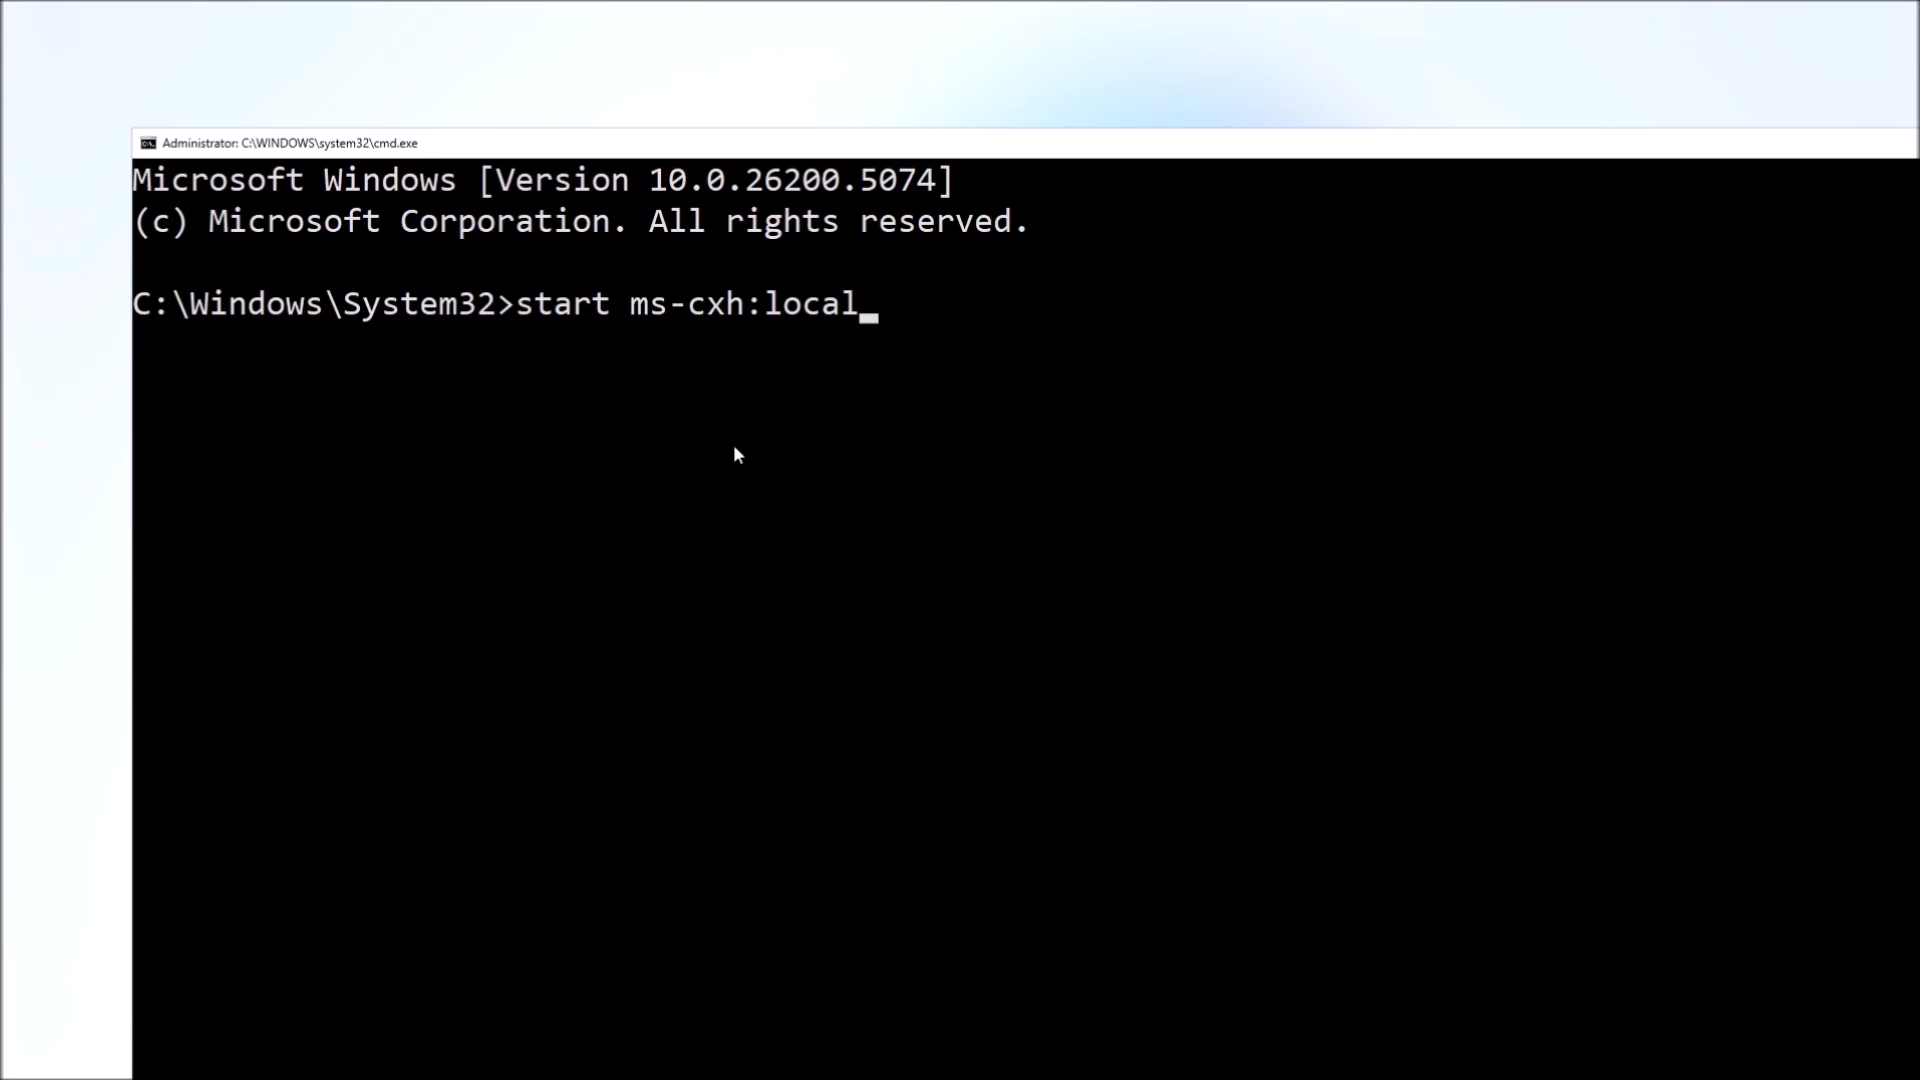 Administrator: C:\WINDOWS\system32\cmd.exe
Microsoft Windows [Version 10.0.26200.5074]
(c) Microsoft Corporation. All rights reserved.
C:\Windows\System32>start ms-cxh:local